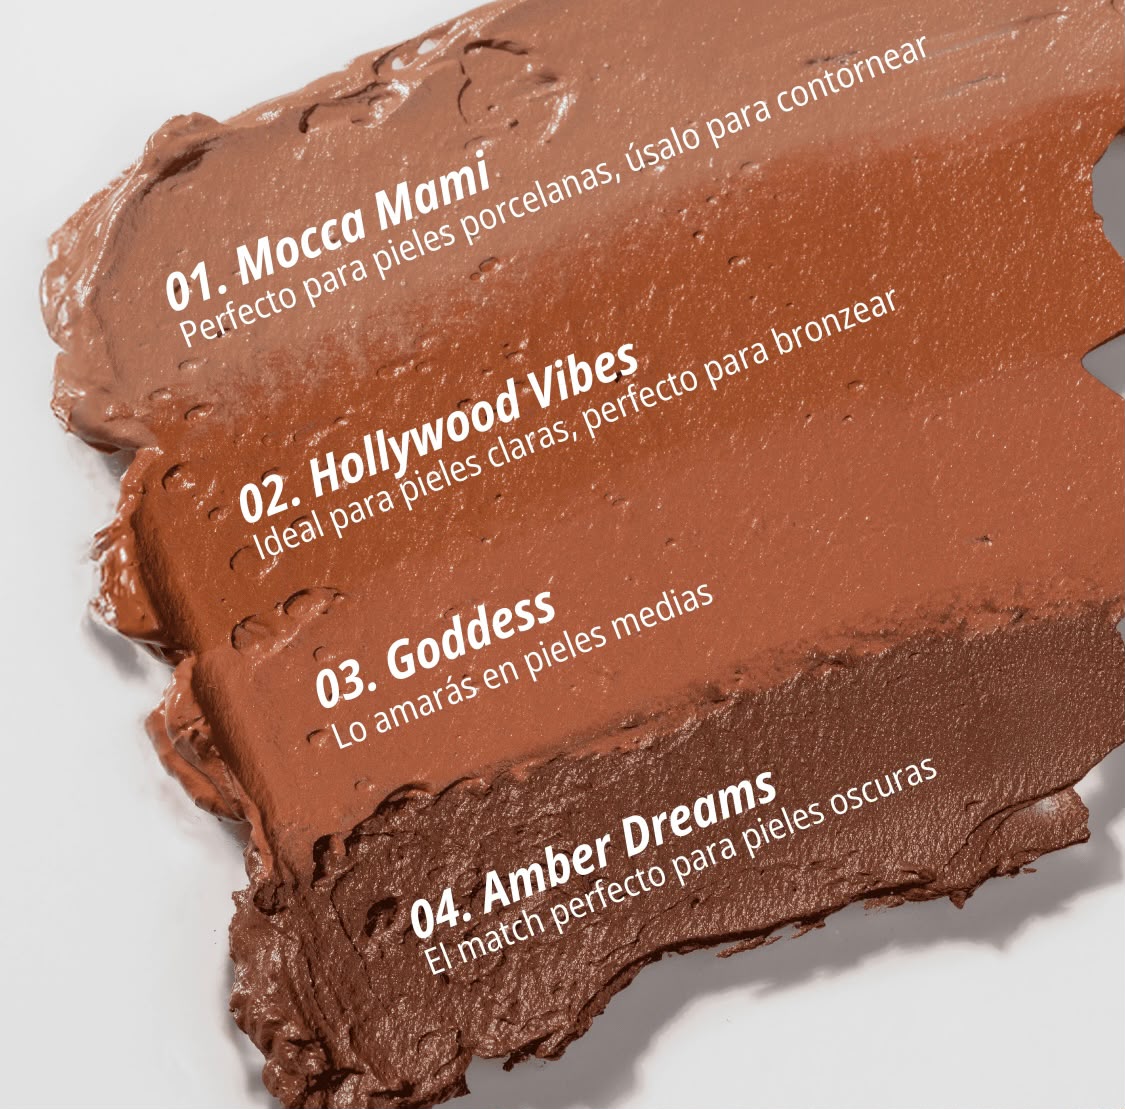 01. Mocca Mami
Perfecto para pieles porcelanas, úsalo para contornear
02. Hollywood Vibes
Ideal para pieles claras, perfecto para bronzear
03. Goddess
Lo amarás en pieles medias
04. Amber Dreams
El match perfecto para pieles oscuras